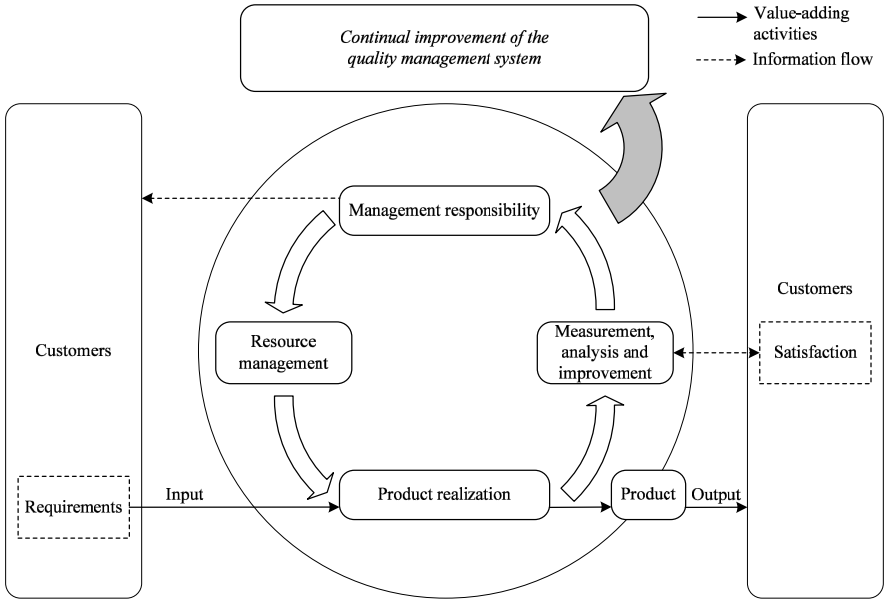 Continual improvement of the
quality management system
Value-adding
activities
Information flow
Management responsibility
Customers
Customers
Resource
management
Measurement,
analysis and
improvement
Satisfaction
Requirements
Input
Product realization
Product
Output